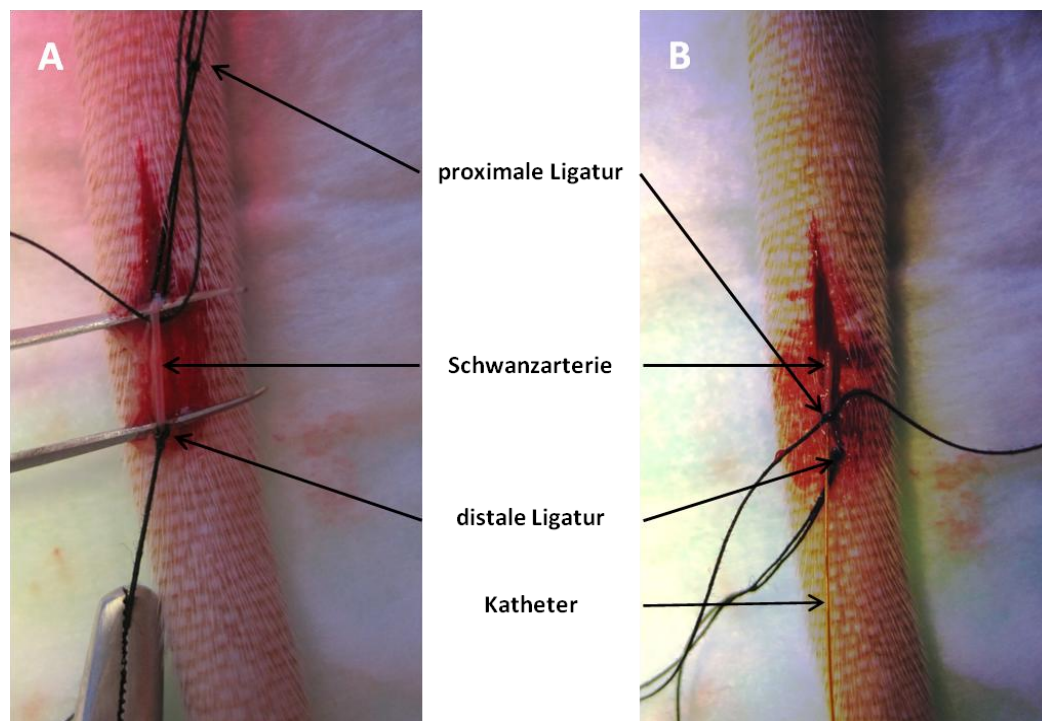 A
B
proximale Ligatur
Schwanzarterie
distale Ligatur
Katheter